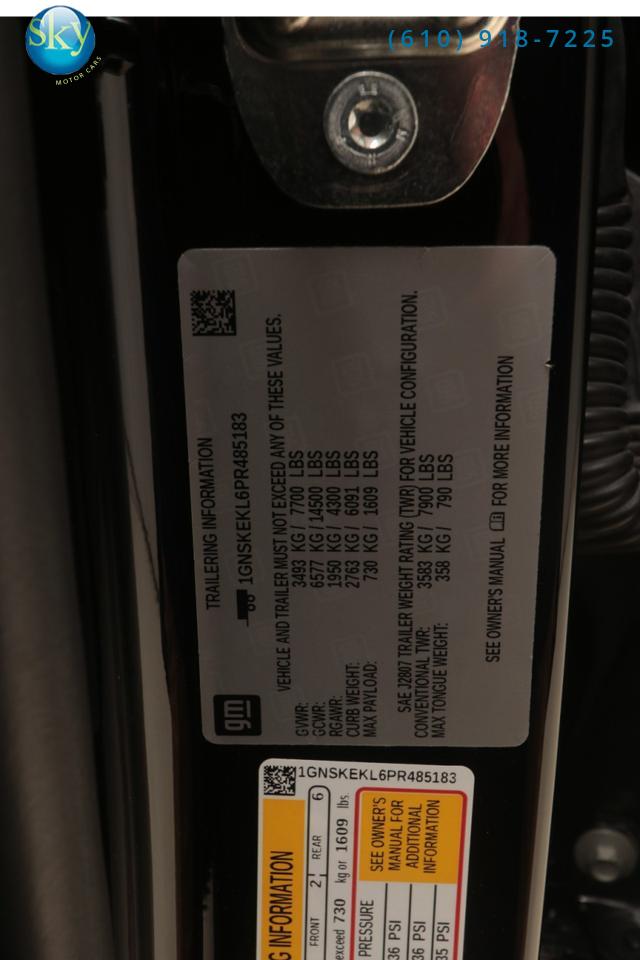 Sky
MOTOR CARS
(610) 918-7225
TRAILERING INFORMATION
1GNSKEKL6PR485183
VEHICLE AND TRAILER MUST NOT EXCEED ANY OF THESE VALUES.
GVWR: 3493 KG / 7700 LBS
GCWR: 6577 KG / 14500 LBS
RGAWR: 1950 KG / 4300 LBS
CURB WEIGHT: 2763 KG / 6091 LBS
MAX PAYLOAD: 730 KG / 1609 LBS
SAE J2807 TRAILER WEIGHT RATING (TWR) FOR VEHICLE CONFIGURATION.
CONVENTIONAL TWR: 3583 KG / 7900 LBS
MAX TONGUE WEIGHT: 358 KG / 790 LBS
SEE OWNER'S MANUAL FOR MORE INFORMATION
gm
1GNSKEKL6PR485183
INFORMATION
FRONT 2 REAR 6
exceed 730 kg or 1609 lbs.
PRESSURE
36 PSI
36 PSI
35 PSI
SEE OWNER'S
MANUAL FOR
ADDITIONAL
INFORMATION